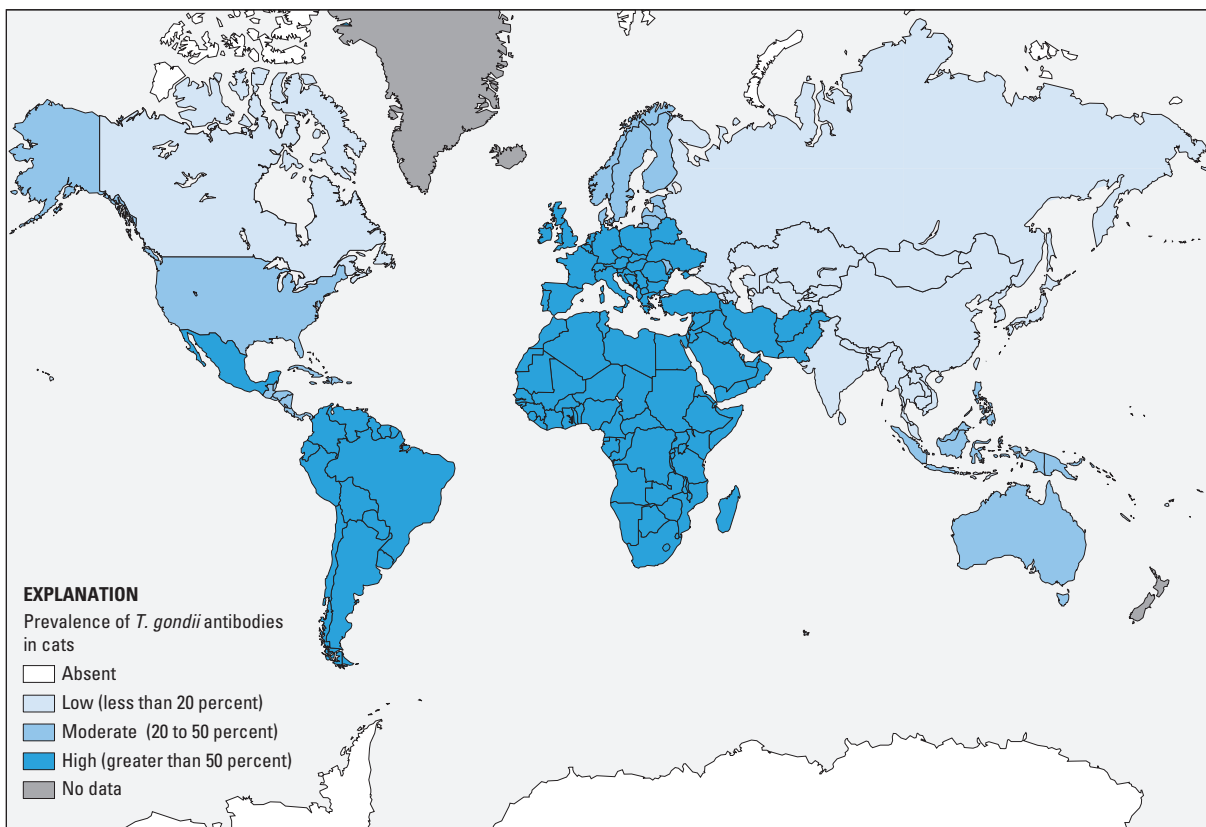 EXPLANATION
Prevalence of T. gondii antibodies
in cats
Absent
Low (less than 20 percent)
Moderate (20 to 50 percent)
High (greater than 50 percent)
No data